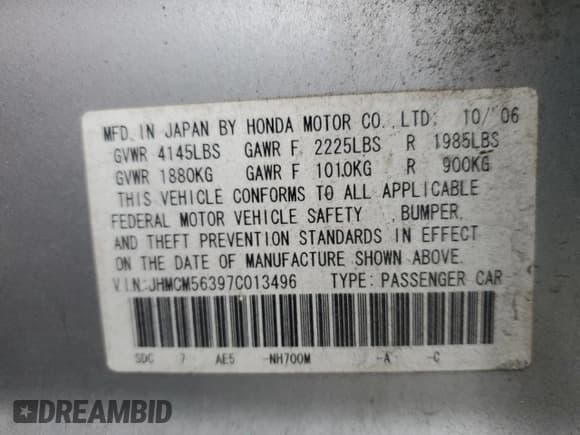 MFD. IN JAPAN BY HONDA MOTOR CO.,LTD. 10/'06
GVWR 4145LBS GAWR F 2225LBS R 1985LBS
GVWR 1880KG GAWR F 1010KG R 900KG
THIS VEHICLE CONFORMS TO ALL APPLICABLE
FEDERAL MOTOR VEHICLE SAFETY , BUMPER,
AND THEFT PREVENTION STANDARDS IN EFFECT
ON THE DATE OF MANUFACTURE SHOWN ABOVE.
V.I.N.:JHMCM56397C013496 TYPE: PASSENGER CAR
SDC 7 AE5 -NH700M -A -C
DREAMBID